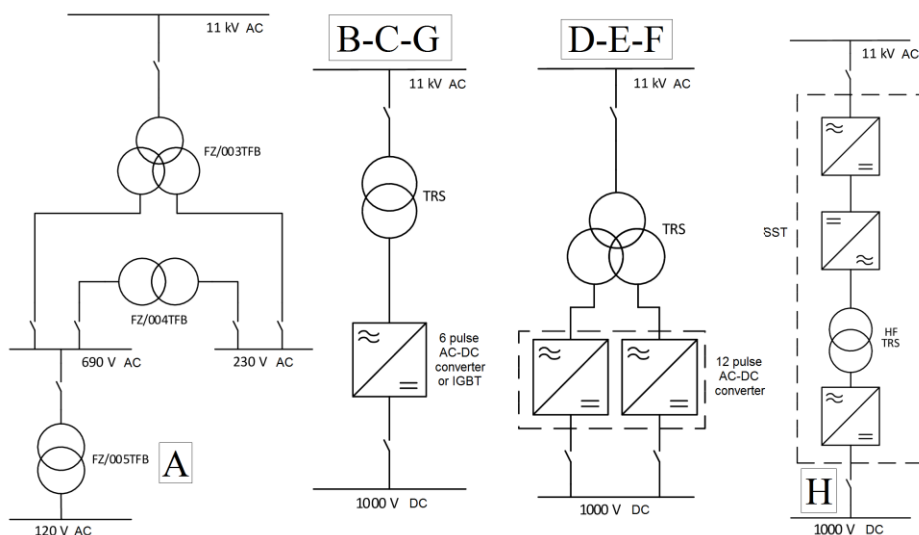 11 kV AC
FZ/003TFB
FZ/004TFB
690 V AC
230 V AC
FZ/005TFB
A
120 V AC
B-C-G
11 kV AC
TRS
6 pulse
AC-DC
converter
or IGBT
1000 V DC
D-E-F
11 kV AC
TRS
12 pulse
AC-DC
converter
1000 V DC
11 kV AC
SST
HF
TRS
H
1000 V DC